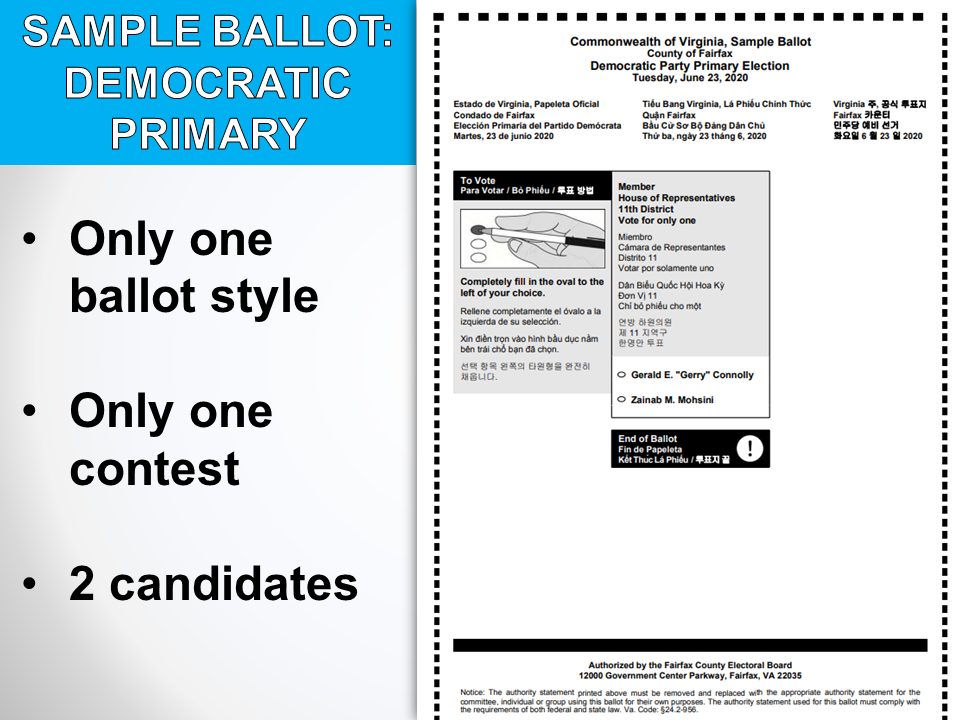 SAMPLE BALLOT:
DEMOCRATIC
PRIMARY
• Only one
ballot style
• Only one
contest
• 2 candidates
Commonwealth of Virginia, Sample Ballot
County of Fairfax
Democratic Party Primary Election
Tuesday, June 23, 2020
Estado de Virginia, Papeleta Oficial
Condado de Fairfax
Elección Primaria del Partido Demócrata
Martes, 23 de junio 2020
Tiểu Bang Virginia, Lá Phiếu Chính Thức
Quận Fairfax
Bầu Cử Sơ Bộ Đảng Dân Chủ
Thứ ba, ngày 23 tháng 6, 2020
Virginia 주, 공식 투표지
Fairfax 카운티
민주당 예비 선거
화요일 6 월 23 일 2020
To Vote
Para Votar / Bỏ Phiếu / 투표 방법
Completely fill in the oval to the
left of your choice.
Rellene completamente el óvalo a la
izquierda de su selección.
Xin điền trọn vào hình bầu dục nằm
bên trái chổ bạn đã chọn.
선택 항목 왼쪽의 타원형을 완전히
채웁니다.
Member
House of Representatives
11th District
Vote for only one
Miembro
Cámara de Representantes
Distrito 11
Votar por solamente uno
Dân Biểu Quốc Hội Hoa Kỳ
Đơn Vị 11
Chỉ bỏ phiếu cho một
연방 하원의원
제 11 지역구
한명만 투표
Gerald E. "Gerry" Connolly
Zainab M. Mohsini
End of Ballot
Fin de Papeleta
Kết Thúc Lá Phiếu / 투표지 끝
!
Authorized by the Fairfax County Electoral Board
12000 Government Center Parkway, Fairfax, VA 22035
Notice: The authority statement printed above must be removed and replaced with the appropriate authority statement for the
committee, individual or group using this ballot for their own purposes. The authority statement used for this ballot must comply with
the requirements of both federal and state law. Va. Code: §24.2-956.